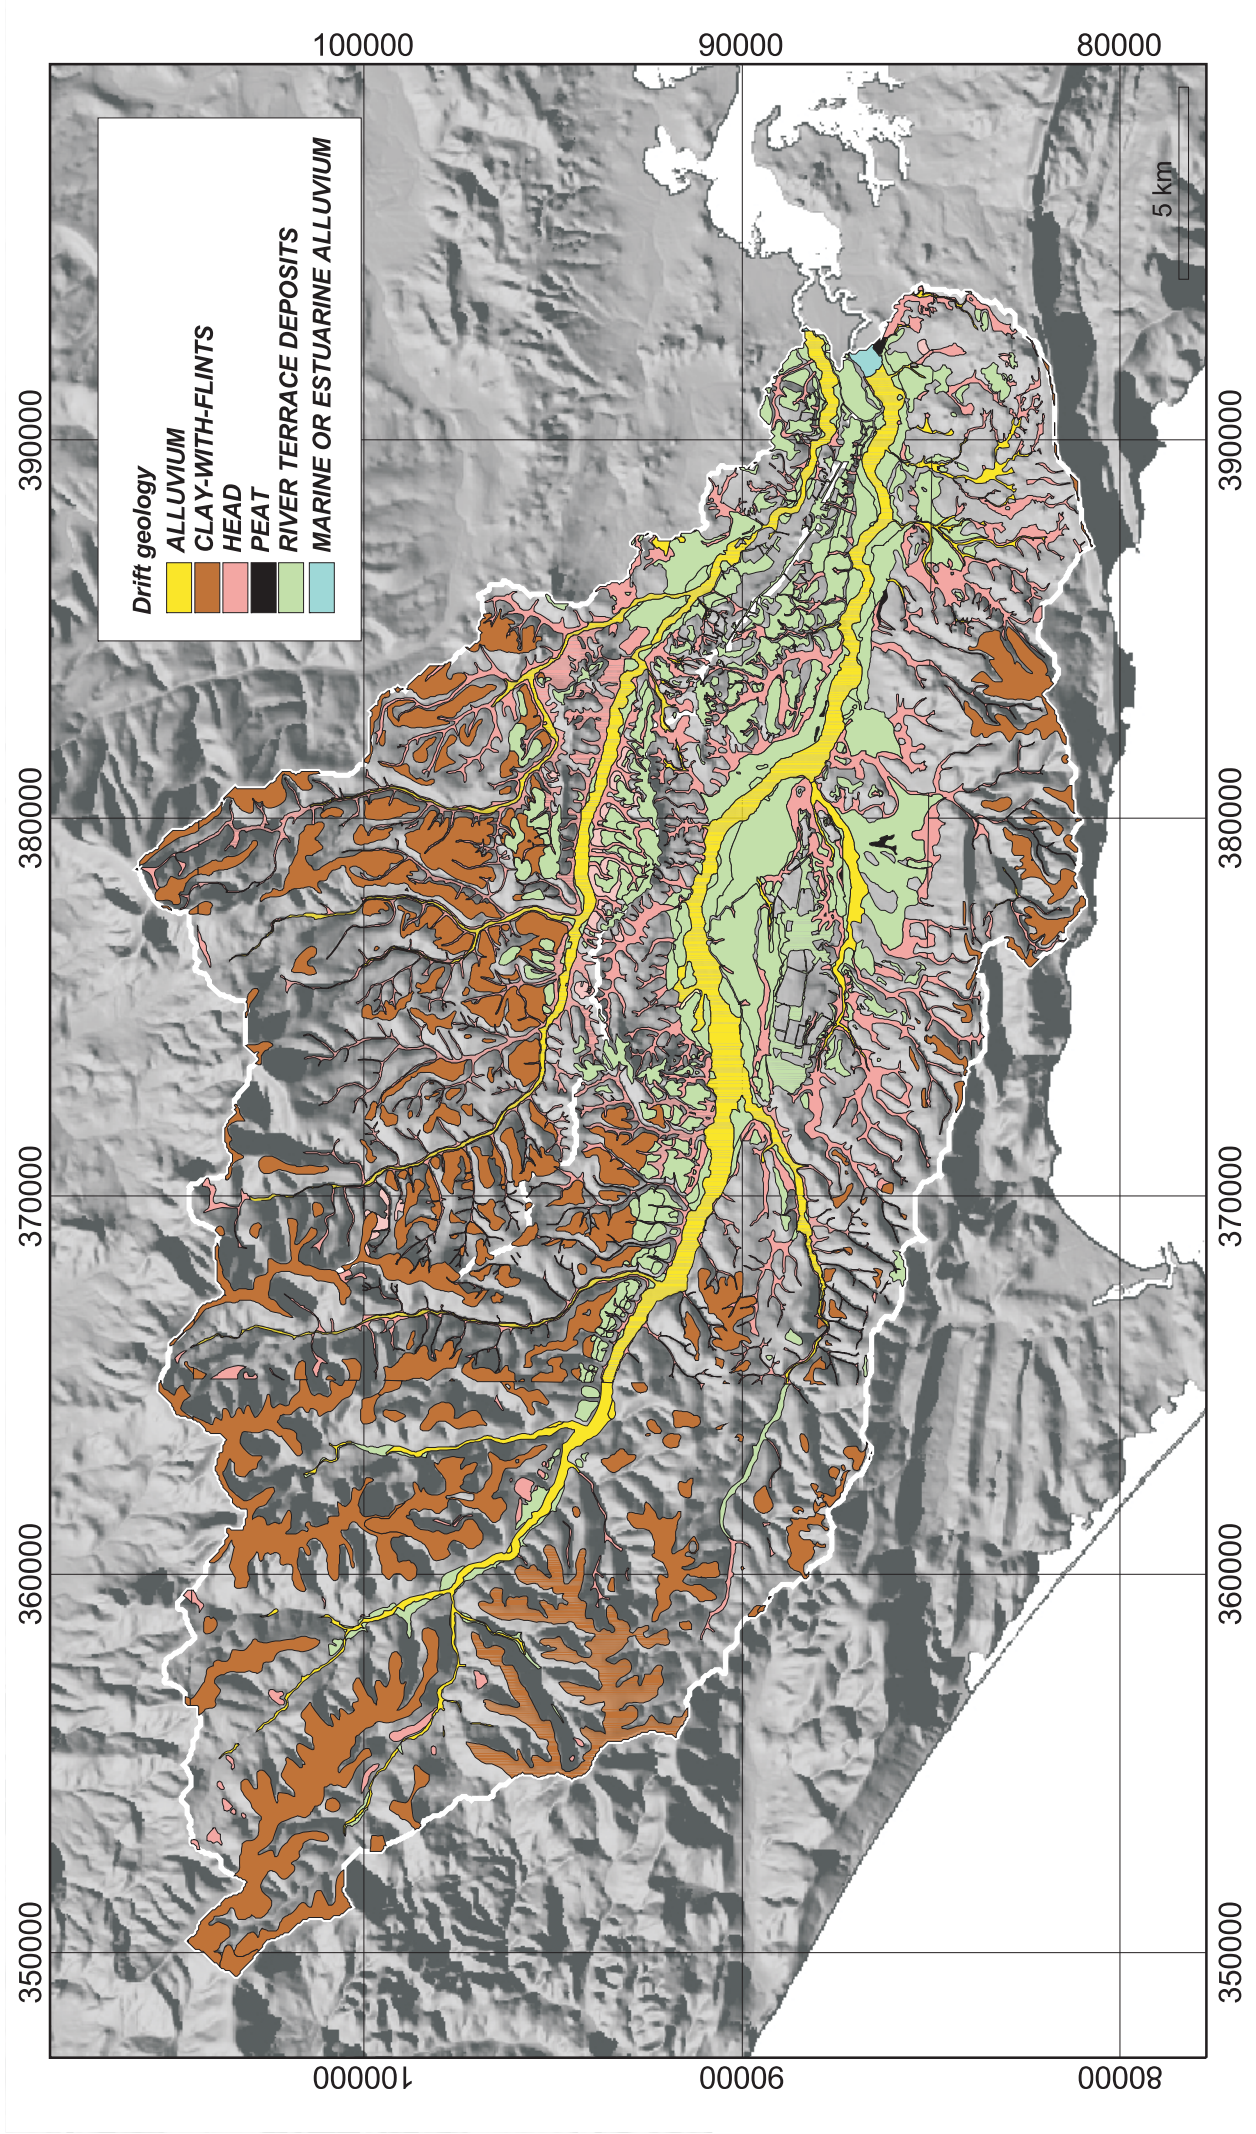 100000
90000
80000
390000
380000
370000
360000
350000
Drift geology
ALLUVIUM
CLAY-WITH-FLINTS
HEAD
PEAT
RIVER TERRACE DEPOSITS
MARINE OR ESTUARINE ALLUVIUM
5 km
390000
380000
370000
360000
350000
100000
90000
80000